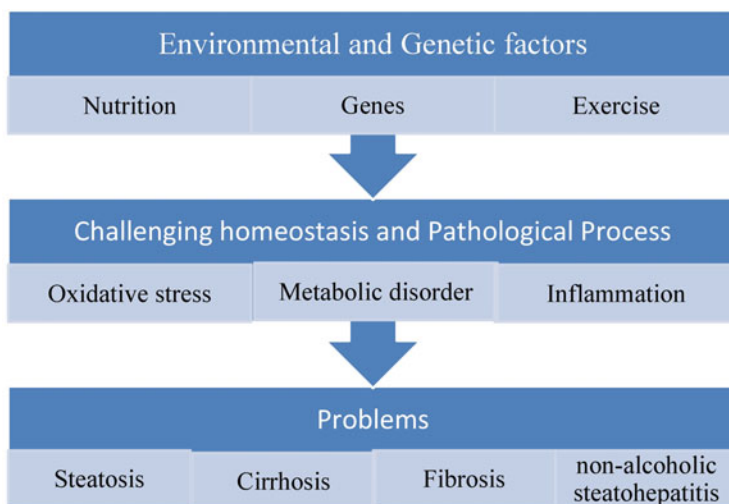 Environmental and Genetic factors
Nutrition
Genes
Exercise
Challenging homeostasis and Pathological Process
Oxidative stress
Metabolic disorder
Inflammation
Problems
Steatosis
Cirrhosis
Fibrosis
non-alcoholic
steatohepatitis